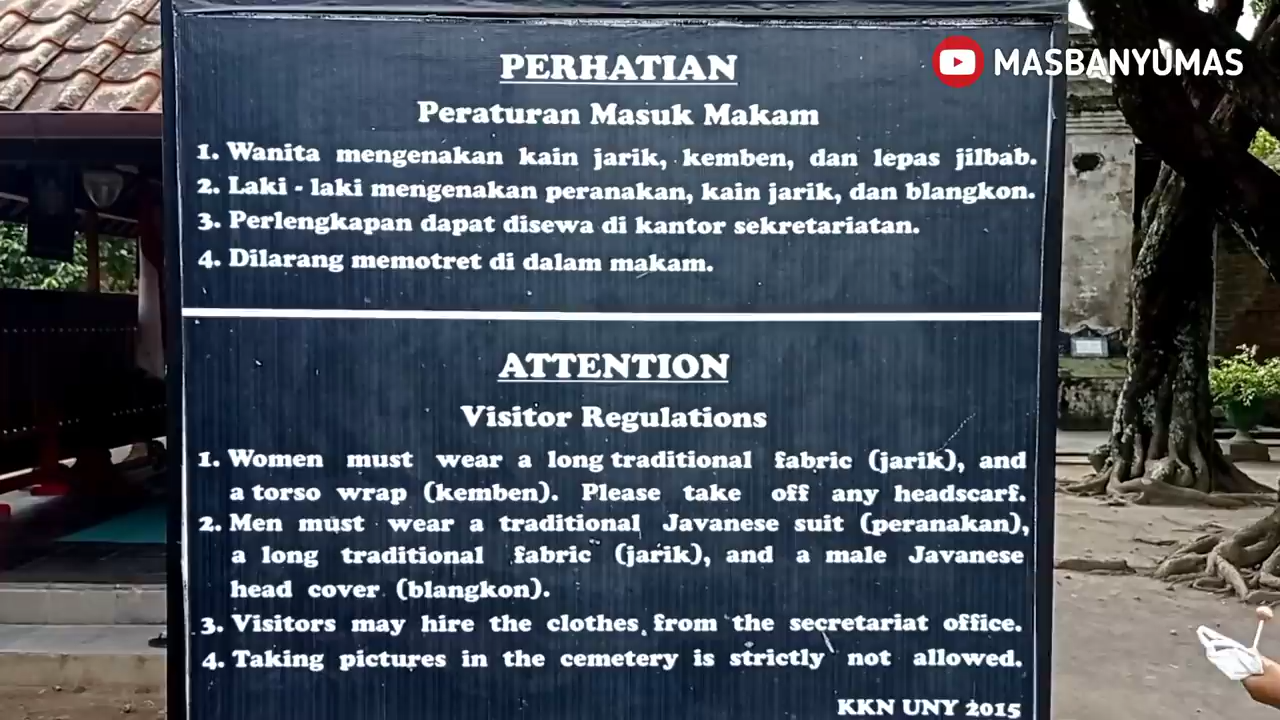 MASBANYUMAS
PERHATIAN
Peraturan Masuk Makam
1. Wanita mengenakan kain jarik, kemben, dan lepas jilbab.
2. Laki - laki mengenakan peranakan, kain jarik, dan blangkon.
3. Perlengkapan dapat disewa di kantor sekretariatan.
4. Dilarang memotret di dalam makam.
ATTENTION
Visitor Regulations
1. Women must wear a long traditional fabric (jarik), and
a torso wrap (kemben). Please take off any headscarf.
2. Men must wear a traditional Javanese suit (peranakan),
a long traditional fabric (jarik), and a male Javanese
head cover (blangkon).
3. Visitors may hire the clothes from the secretariat office.
4. Taking pictures in the cemetery is strictly not allowed.
KKN UNY 2015